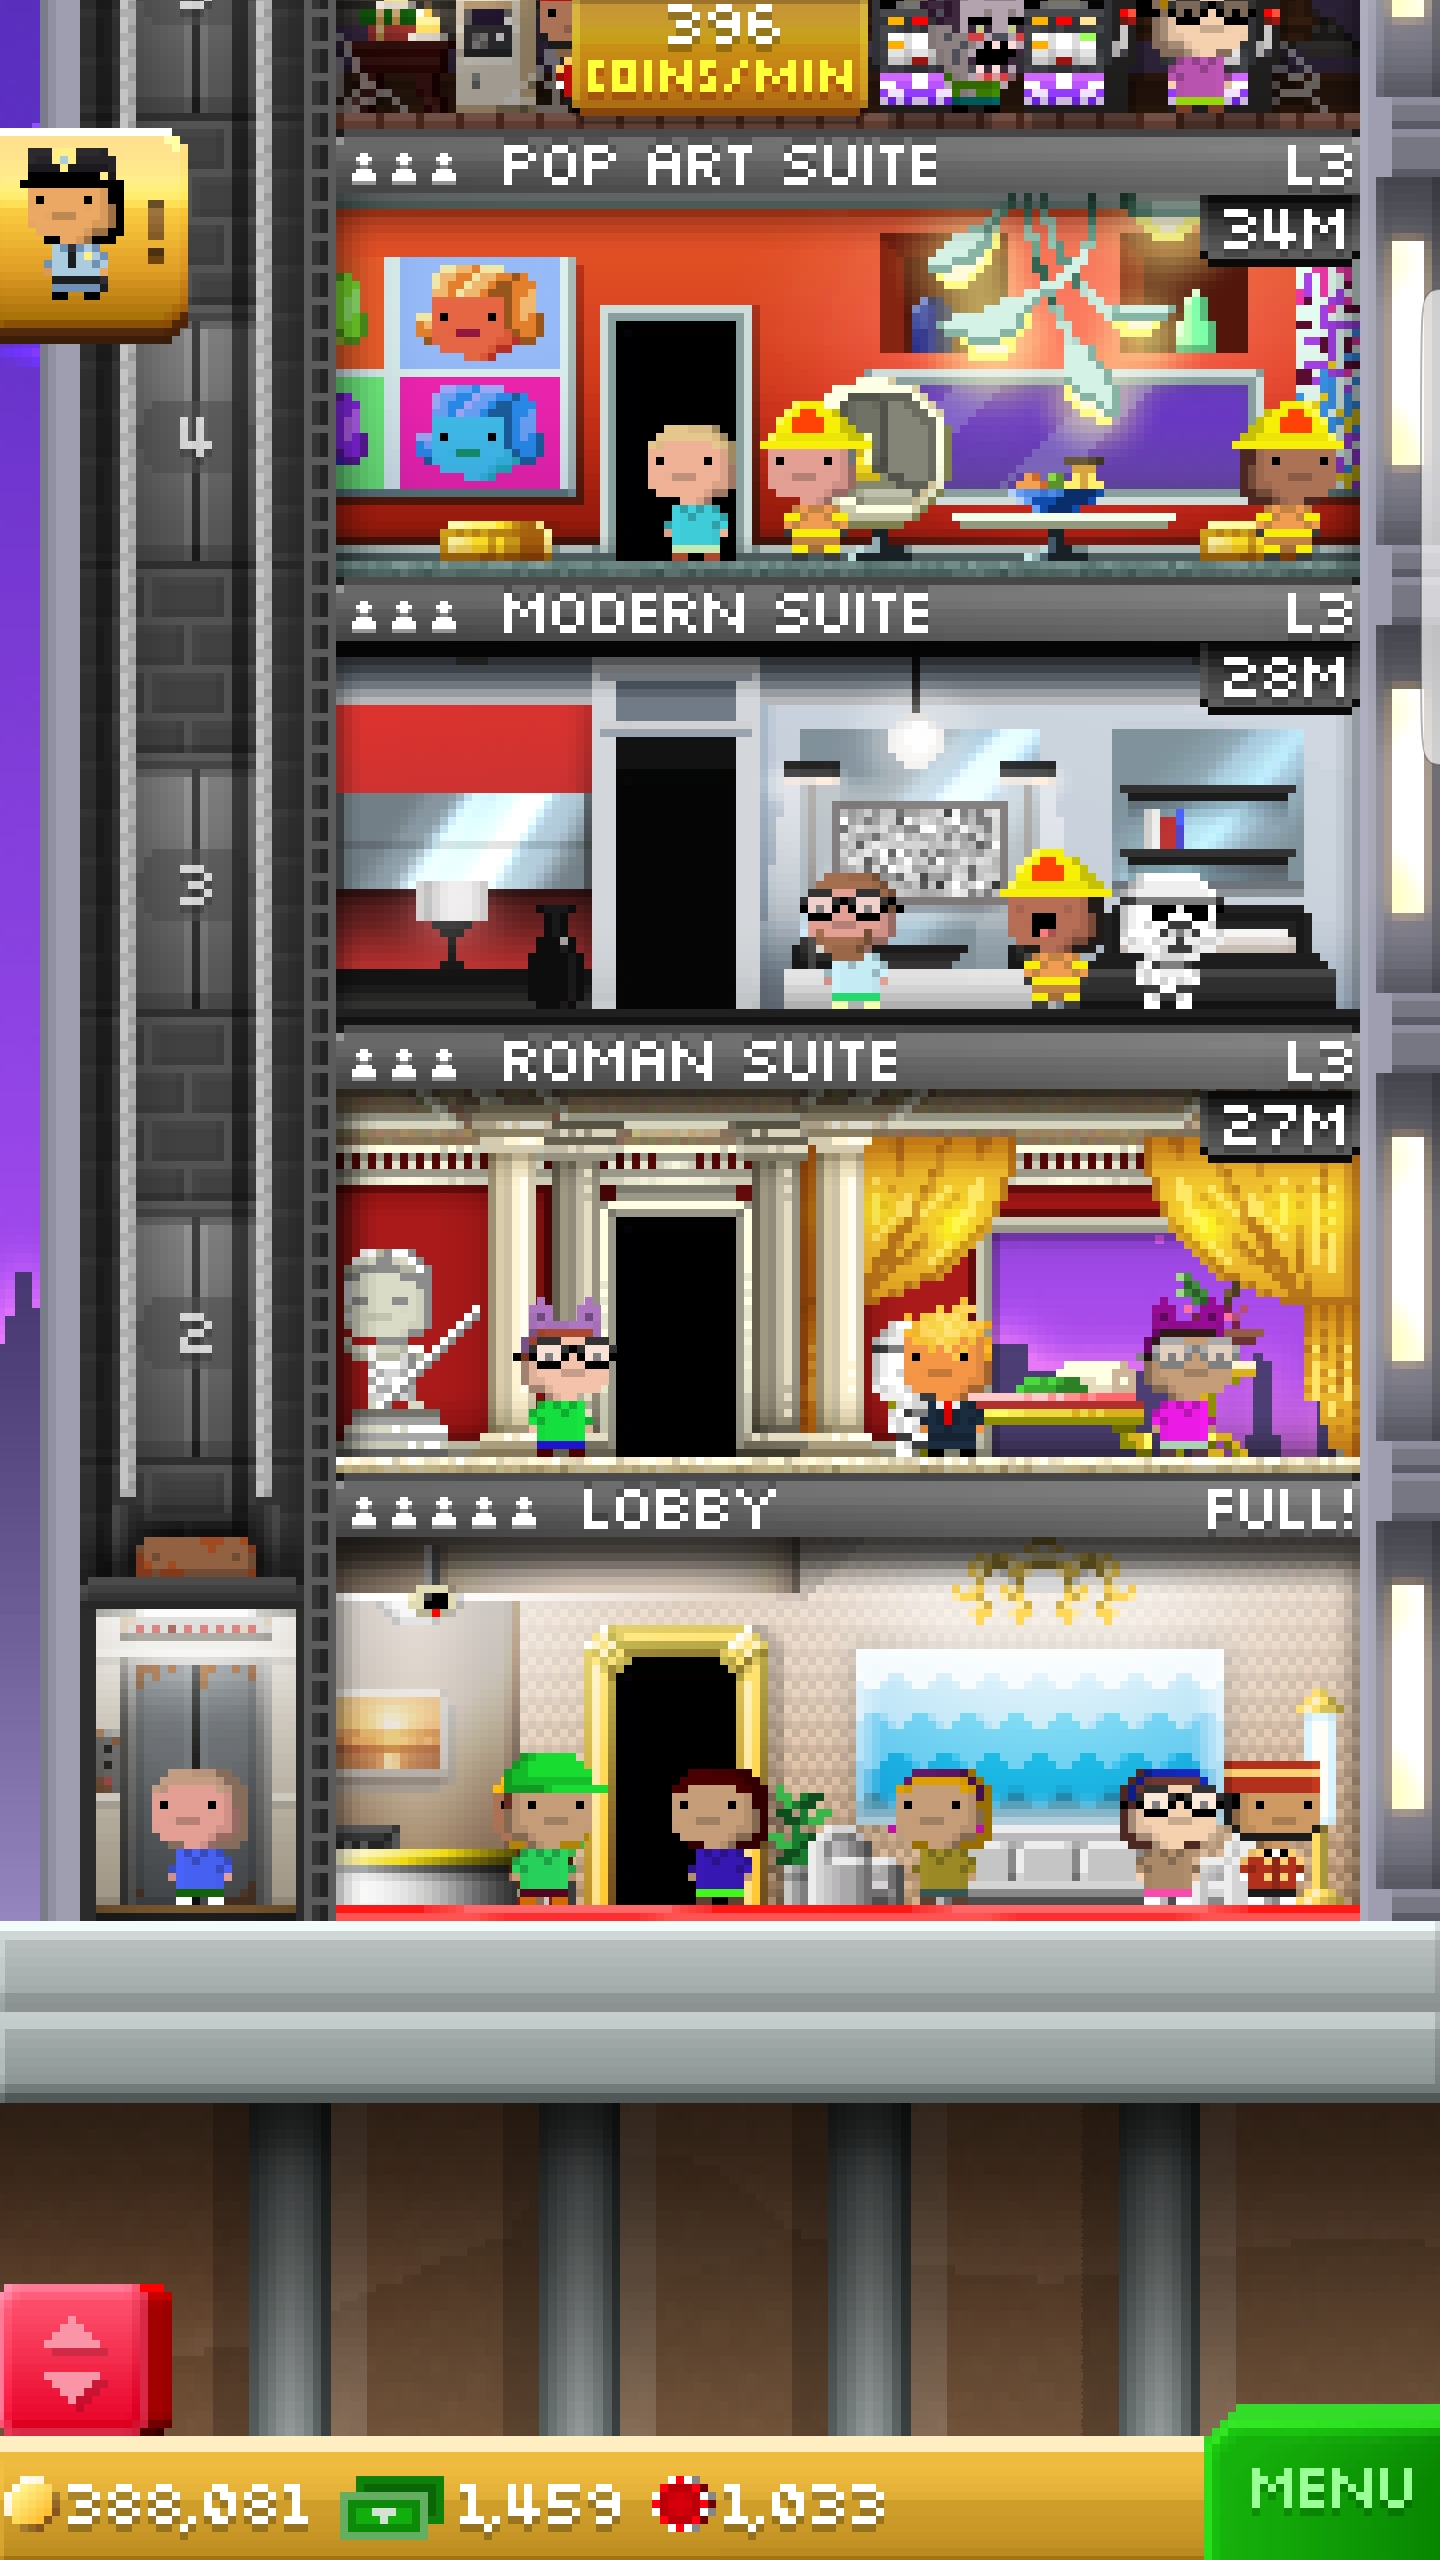 396
COINS/MIN
!
POP ART SUITE L3
34M
4
MODERN SUITE L3
28M
3
ROMAN SUITE L3
27M
2
LOBBY FULL!
MENU
388,081 1,459 1,033